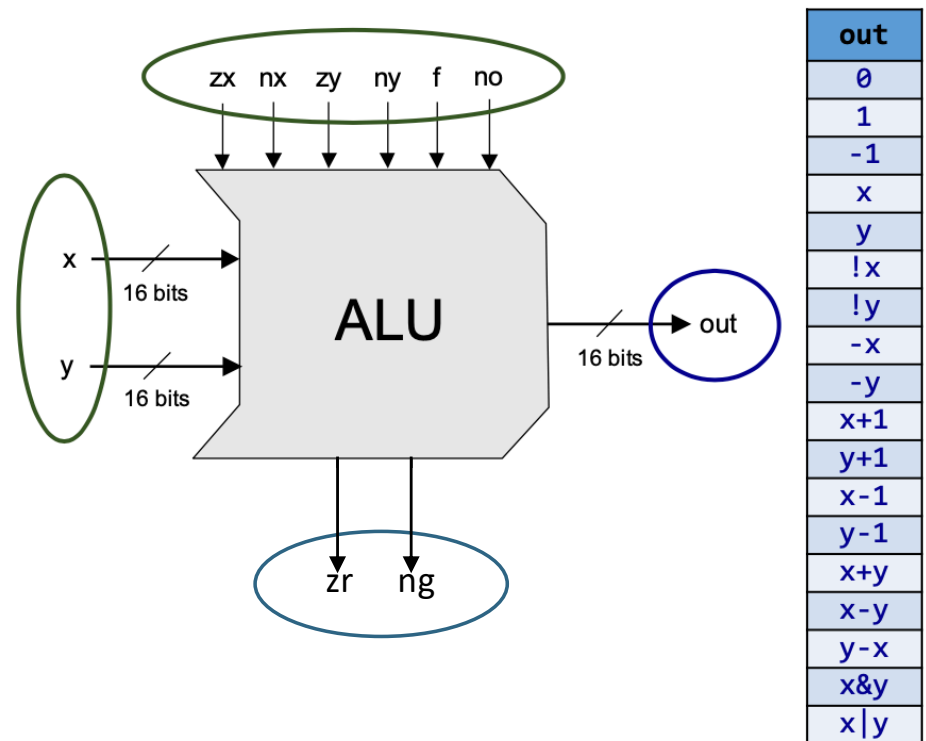 zx nx zy ny f no
x
16 bits
y
16 bits
ALU
out
16 bits
zr ng
out
0
1
-1
x
y
!x
!y
-x
-y
x+1
y+1
x-1
y-1
x+y
x-y
y-x
x&y
x|y